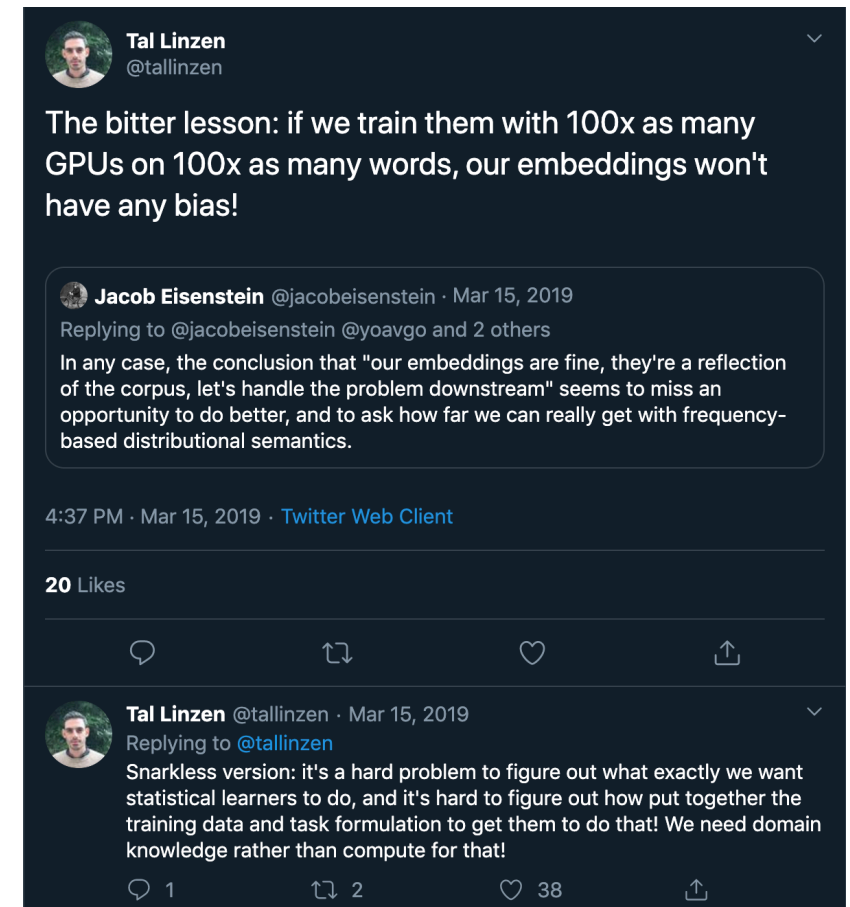 Tal Linzen
@tallinzen
The bitter lesson: if we train them with 100x as many
GPUs on 100x as many words, our embeddings won't
have any bias!
Jacob Eisenstein @jacobeisenstein · Mar 15, 2019
Replying to @jacobeisenstein @yoavgo and 2 others
In any case, the conclusion that "our embeddings are fine, they're a reflection
of the corpus, let's handle the problem downstream" seems to miss an
opportunity to do better, and to ask how far we can really get with frequency-
based distributional semantics.
4:37 PM · Mar 15, 2019 · Twitter Web Client
20 Likes
Tal Linzen @tallinzen · Mar 15, 2019
Replying to @tallinzen
Snarkless version: it's a hard problem to figure out what exactly we want
statistical learners to do, and it's hard to figure out how put together the
training data and task formulation to get them to do that! We need domain
knowledge rather than compute for that!
1 2 38